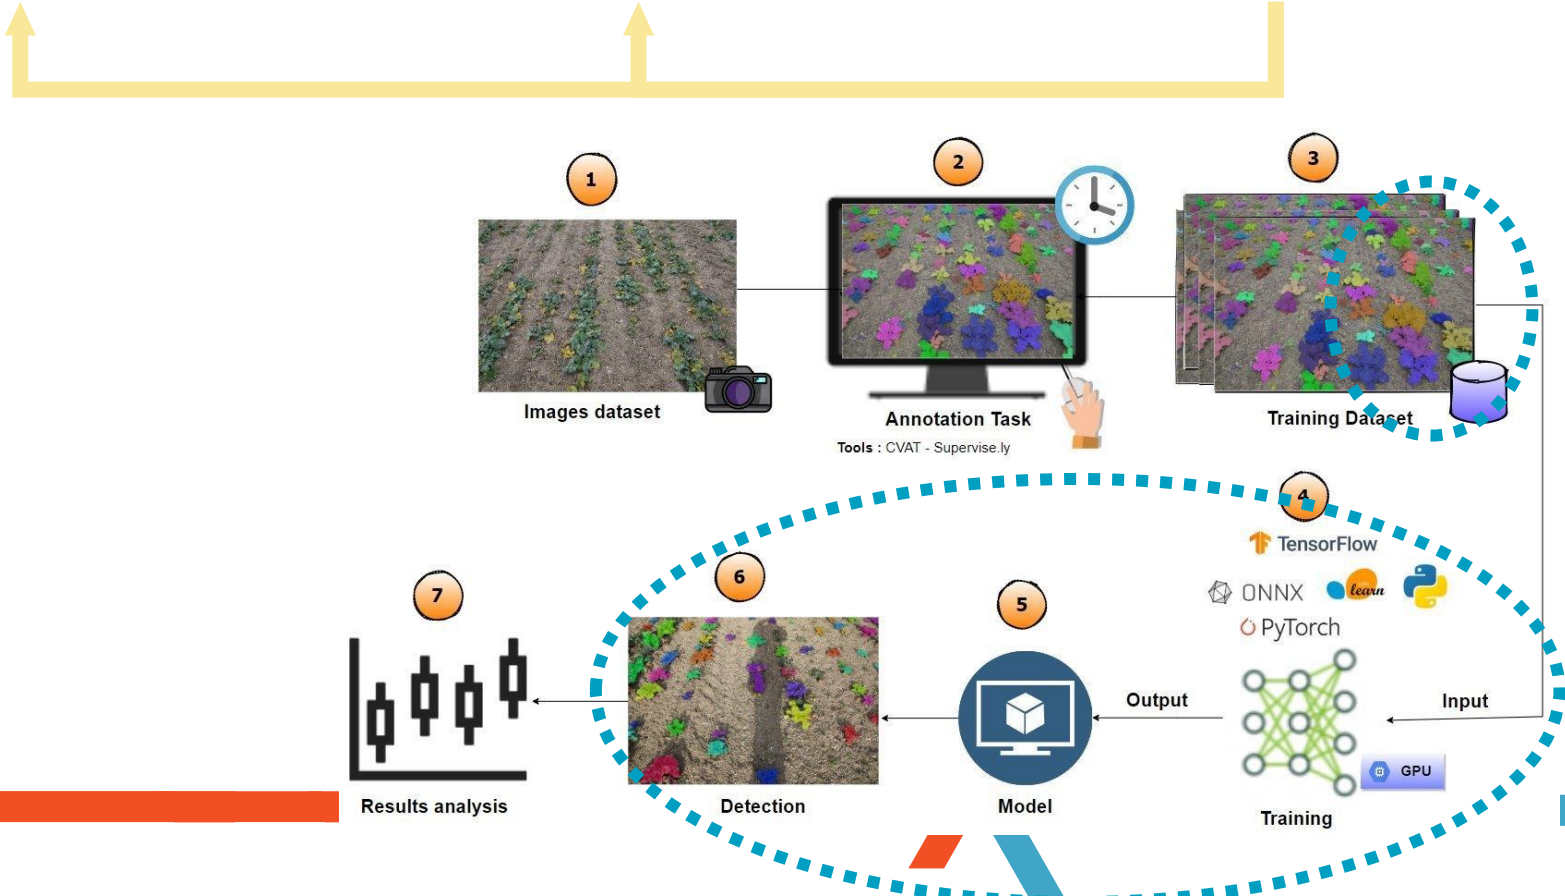 1
2
3
Images dataset
Annotation Task
Tools : CVAT - Supervise.ly
Training Dataset
4
TensorFlow
ONNX
learn
PyTorch
7
6
5
Output
Input
GPU
Results analysis
Detection
Model
Training